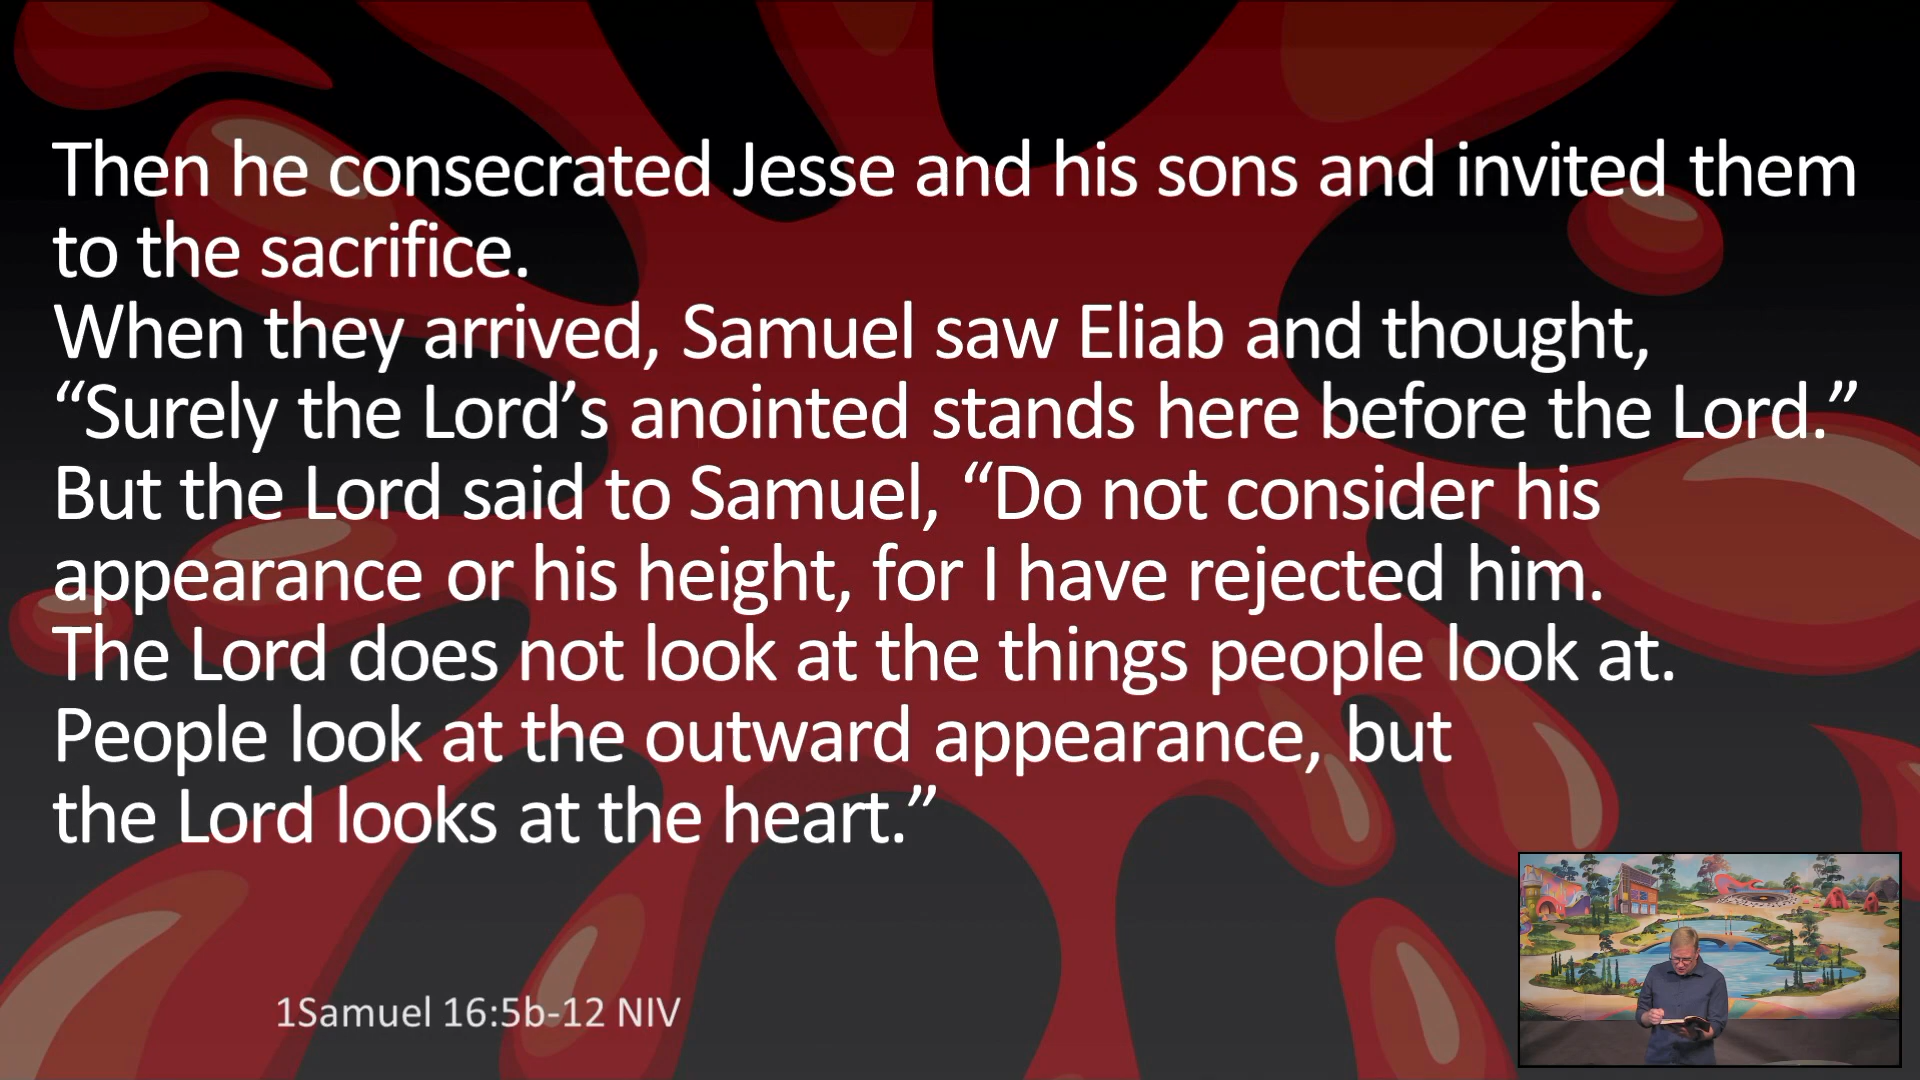 Then he consecrated Jesse and his sons and invited them
to the sacrifice.
When they arrived, Samuel saw Eliab and thought,
“Surely the Lord’s anointed stands here before the Lord.”
But the Lord said to Samuel, “Do not consider his
appearance or his height, for I have rejected him.
The Lord does not look at the things people look at.
People look at the outward appearance, but
the Lord looks at the heart.”
1Samuel 16:5b-12 NIV